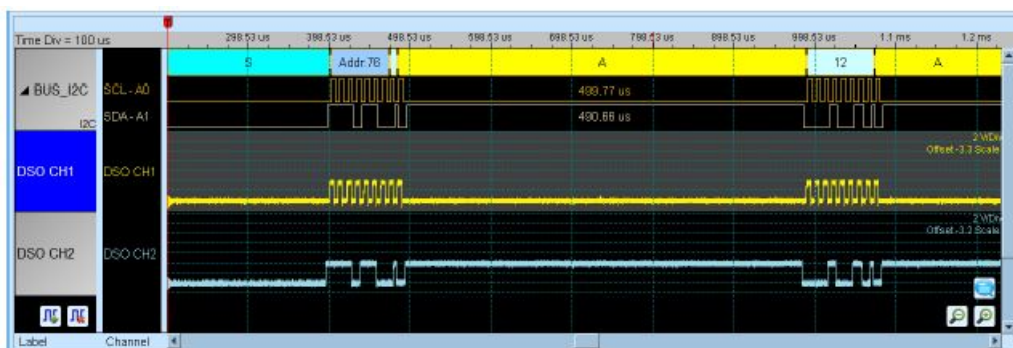 Time Div = 100 us
298.53 us 398.53 us 498.53 us 598.53 us 698.53 us 798.53 us 898.53 us 998.53 us 1.1 ms 1.2 ms
S Addr:76 A 12 A
BUS_I2C SCL - A0 499.77 us
I2C SDA - A1 490.66 us
2 V/Div
Offset -3.3 Scale
DSO CH1 DSO CH1
2 V/Div
Offset -3.3 Scale
DSO CH2 DSO CH2
Label Channel